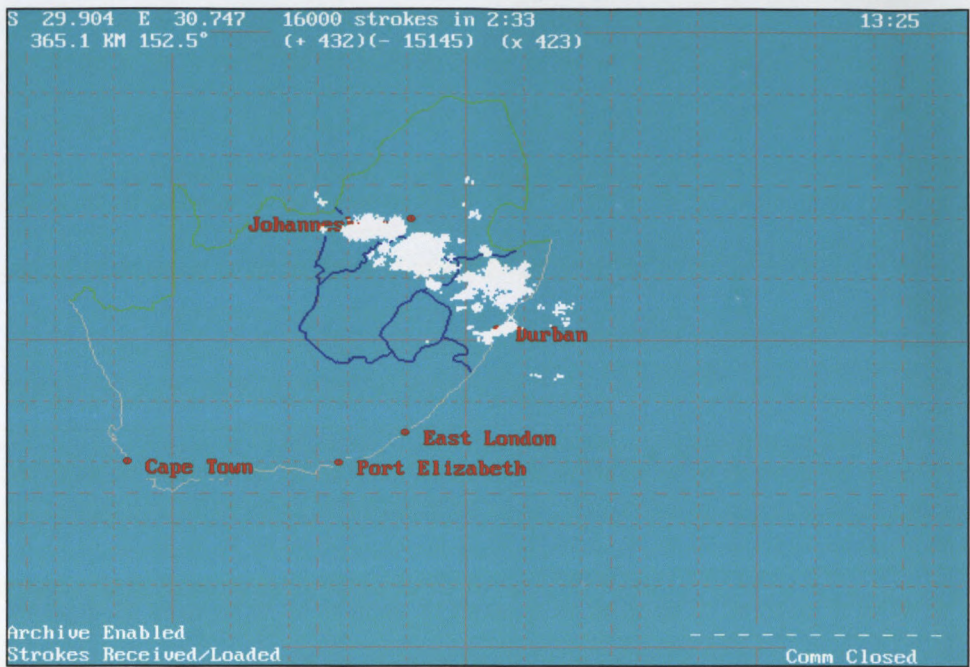 S 29.904 E 30.747 16000 strokes in 2:33 13:25
365.1 KM 152.5° (+ 432)(- 15145) (x 423)
Johannes
Durban
East London
Cape Town
Port Elizabeth
Archive Enabled
Strokes Received/Loaded
Comm Closed